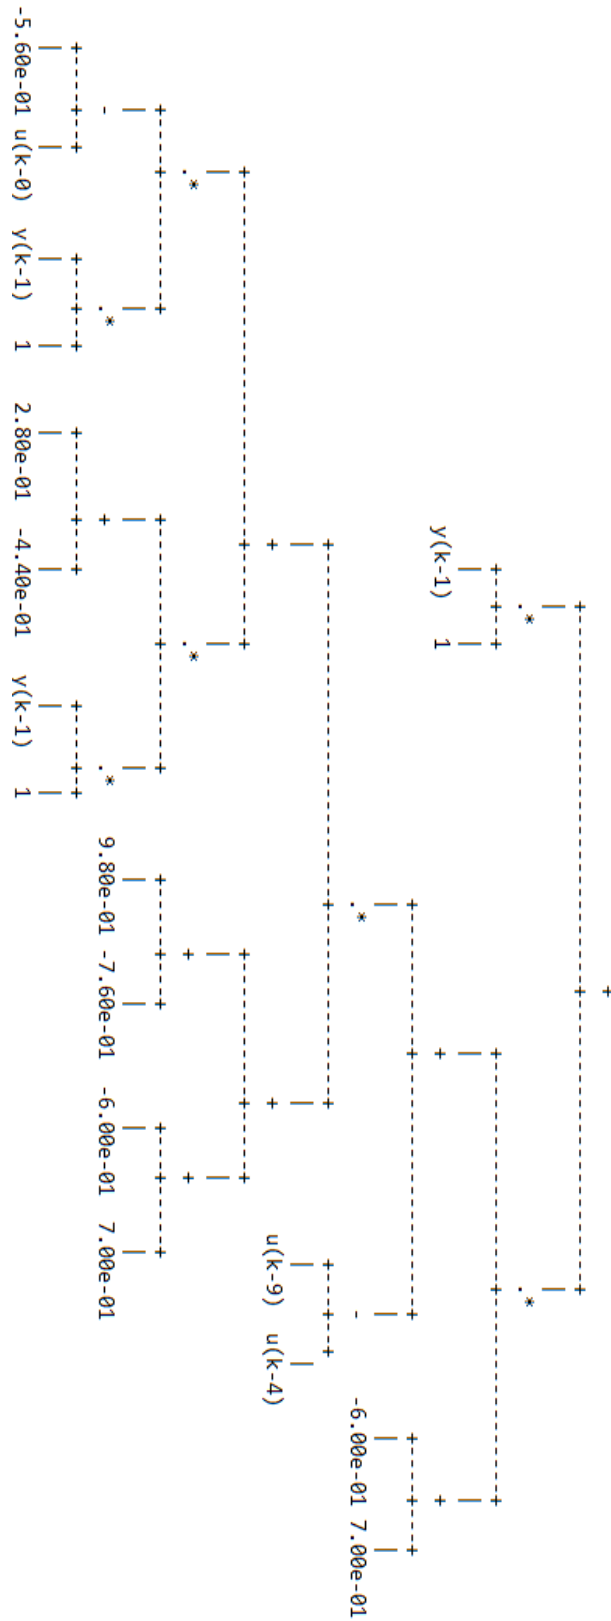 +
.* .*
y(k-1) 1 + +
.* - -6.00e-01 7.00e-01
+ + u(k-9) u(k-4)
.* .* + +
- .* + .* 9.80e-01 -7.60e-01 -6.00e-01 7.00e-01
-5.60e-01 u(k-0) y(k-1) 1 2.80e-01 -4.40e-01 y(k-1) 1